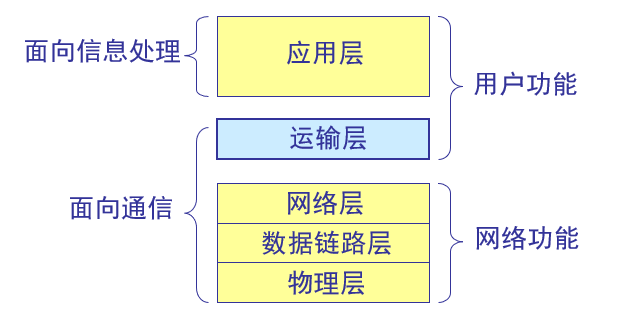 面向信息处理
应用层
用户功能
运输层
面向通信
网络层
数据链路层
物理层
网络功能